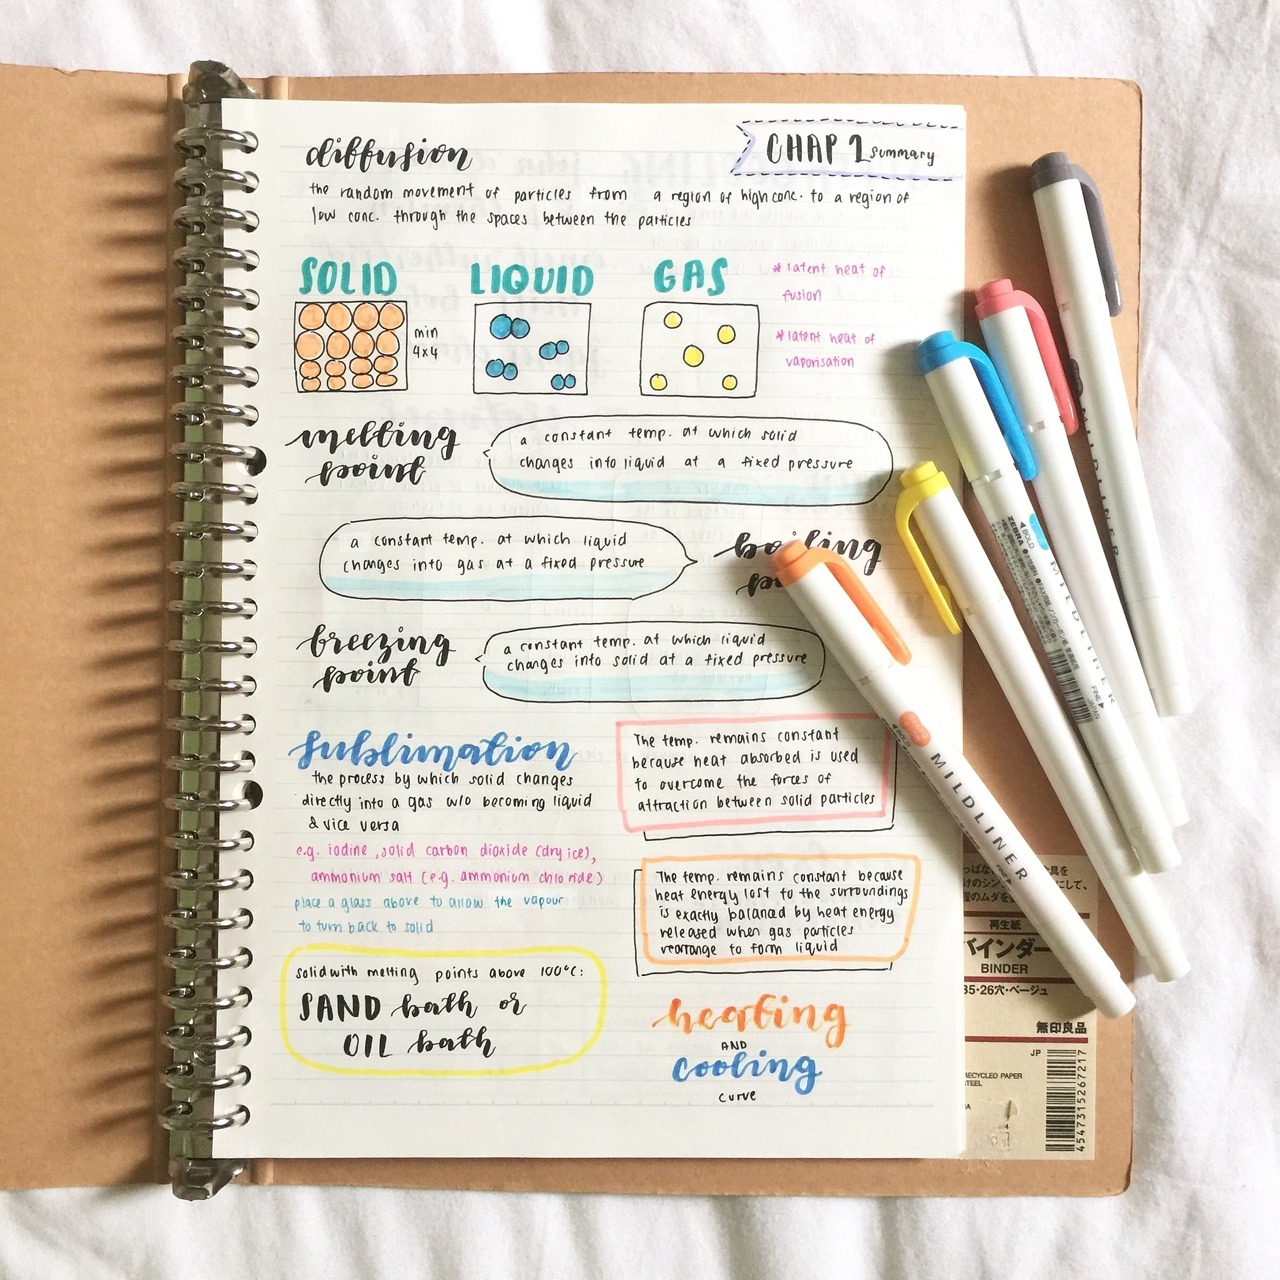 CHAP 1 summary
diffusion
the random movement of particles from a region of high conc. to a region of
low conc. through the spaces between the particles
SOLID
LIQUID
GAS
* latent heat of
fusion
* latent heat of
vaporisation
min
4x4
melting
point
a constant temp. at which solid
changes into liquid at a fixed pressure
a constant temp. at which liquid
changes into gas at a fixed pressure
boiling
freezing
point
a constant temp. at which liquid
changes into solid at a fixed pressure
sublimation
the process by which solid changes
directly into a gas w/o becoming liquid
& vice versa
e.g. iodine, solid carbon dioxide (dry ice),
ammonium salt (e.g. ammonium chloride)
place a glass above to allow the vapour
to turn back to solid
The temp. remains constant
because heat absorbed is used
to overcome the forces of
attraction between solid particles
The temp. remains constant because
heat energy lost to the surroundings
is exactly balanced by heat energy
released when gas particles
rearrange to form liquid
solid with melting points above 100°C:
SAND bath or
OIL bath
heating
AND
cooling
curve
MILDLINER
MILDLINER
ZEBRA
BOLD
FINE
JAPAN
再生紙
バインダー
BINDER
35・26穴・ベージュ
無印良品
JP
RECYCLED PAPER
STEEL
4547315267217